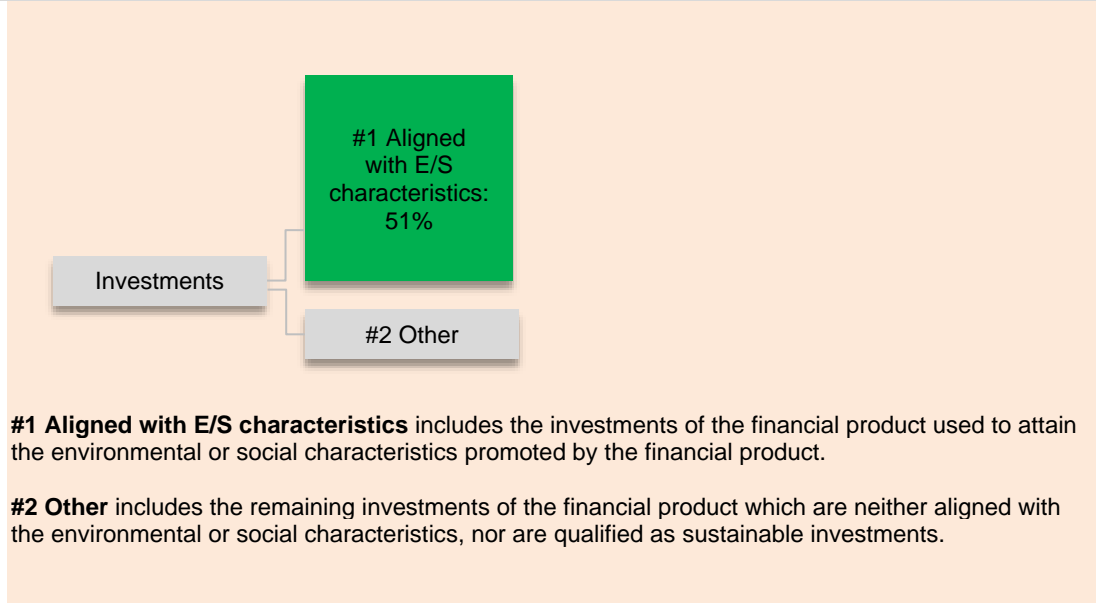 #1 Aligned
with E/S
characteristics:
51%
Investments
#2 Other
#1 Aligned with E/S characteristics includes the investments of the financial product used to attain
the environmental or social characteristics promoted by the financial product.
#2 Other includes the remaining investments of the financial product which are neither aligned with
the environmental or social characteristics, nor are qualified as sustainable investments.